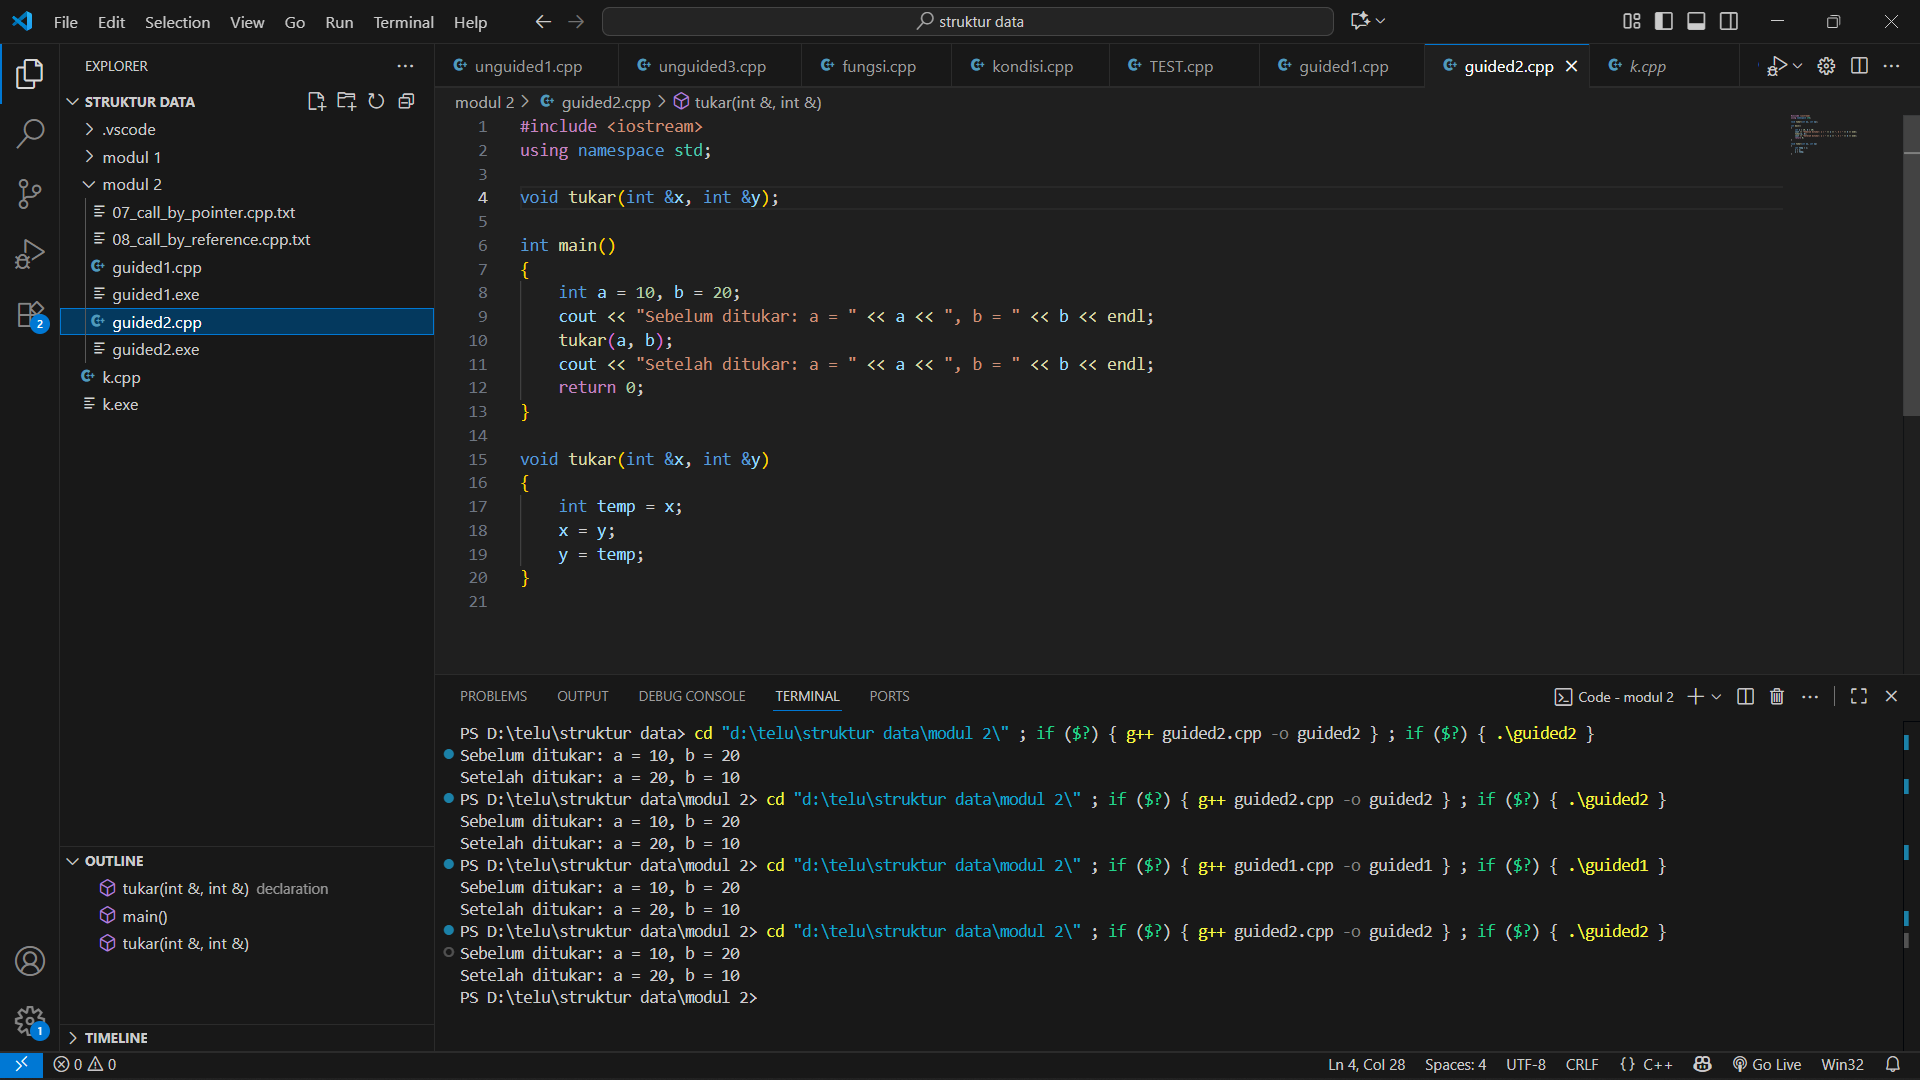 File Edit Selection View Go Run Terminal Help
struktur data
EXPLORER
STRUKTUR DATA
.vscode
modul 1
modul 2
07_call_by_pointer.cpp.txt
08_call_by_reference.cpp.txt
guided1.cpp
guided1.exe
guided2.cpp
guided2.exe
k.cpp
k.exe
OUTLINE
tukar(int &, int &) declaration
main()
tukar(int &, int &)
TIMELINE
2
1
unguided1.cpp unguided3.cpp fungsi.cpp kondisi.cpp TEST.cpp guided1.cpp guided2.cpp k.cpp
modul 2 > guided2.cpp > tukar(int &, int &)
1 #include <iostream>
2 using namespace std;
3
4 void tukar(int &x, int &y);
5
6 int main()
7 {
8 int a = 10, b = 20;
9 cout << "Sebelum ditukar: a = " << a << ", b = " << b << endl;
10 tukar(a, b);
11 cout << "Setelah ditukar: a = " << a << ", b = " << b << endl;
12 return 0;
13 }
14
15 void tukar(int &x, int &y)
16 {
17 int temp = x;
18 x = y;
19 y = temp;
20 }
21
PROBLEMS OUTPUT DEBUG CONSOLE TERMINAL PORTS
Code - modul 2
PS D:\telu\struktur data> cd "d:\telu\struktur data\modul 2\" ; if ($?) { g++ guided2.cpp -o guided2 } ; if ($?) { .\guided2 }
Sebelum ditukar: a = 10, b = 20
Setelah ditukar: a = 20, b = 10
PS D:\telu\struktur data\modul 2> cd "d:\telu\struktur data\modul 2\" ; if ($?) { g++ guided2.cpp -o guided2 } ; if ($?) { .\guided2 }
Sebelum ditukar: a = 10, b = 20
Setelah ditukar: a = 20, b = 10
PS D:\telu\struktur data\modul 2> cd "d:\telu\struktur data\modul 2\" ; if ($?) { g++ guided1.cpp -o guided1 } ; if ($?) { .\guided1 }
Sebelum ditukar: a = 10, b = 20
Setelah ditukar: a = 20, b = 10
PS D:\telu\struktur data\modul 2> cd "d:\telu\struktur data\modul 2\" ; if ($?) { g++ guided2.cpp -o guided2 } ; if ($?) { .\guided2 }
Sebelum ditukar: a = 10, b = 20
Setelah ditukar: a = 20, b = 10
PS D:\telu\struktur data\modul 2>
0 0 Ln 4, Col 28 Spaces: 4 UTF-8 CRLF {} C++ Go Live Win32